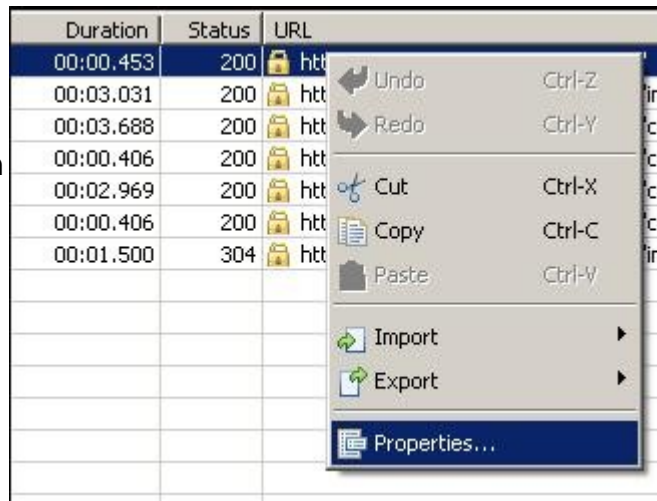 Duration Status URL
00:00.453 200 htt
00:03.031 200 htt
00:03.688 200 htt
00:00.406 200 htt
00:02.969 200 htt
00:00.406 200 htt
00:01.500 304 htt
Undo Ctrl-Z
Redo Ctrl-Y
Cut Ctrl-X
Copy Ctrl-C
Paste Ctrl-V
Import
Export
Properties...